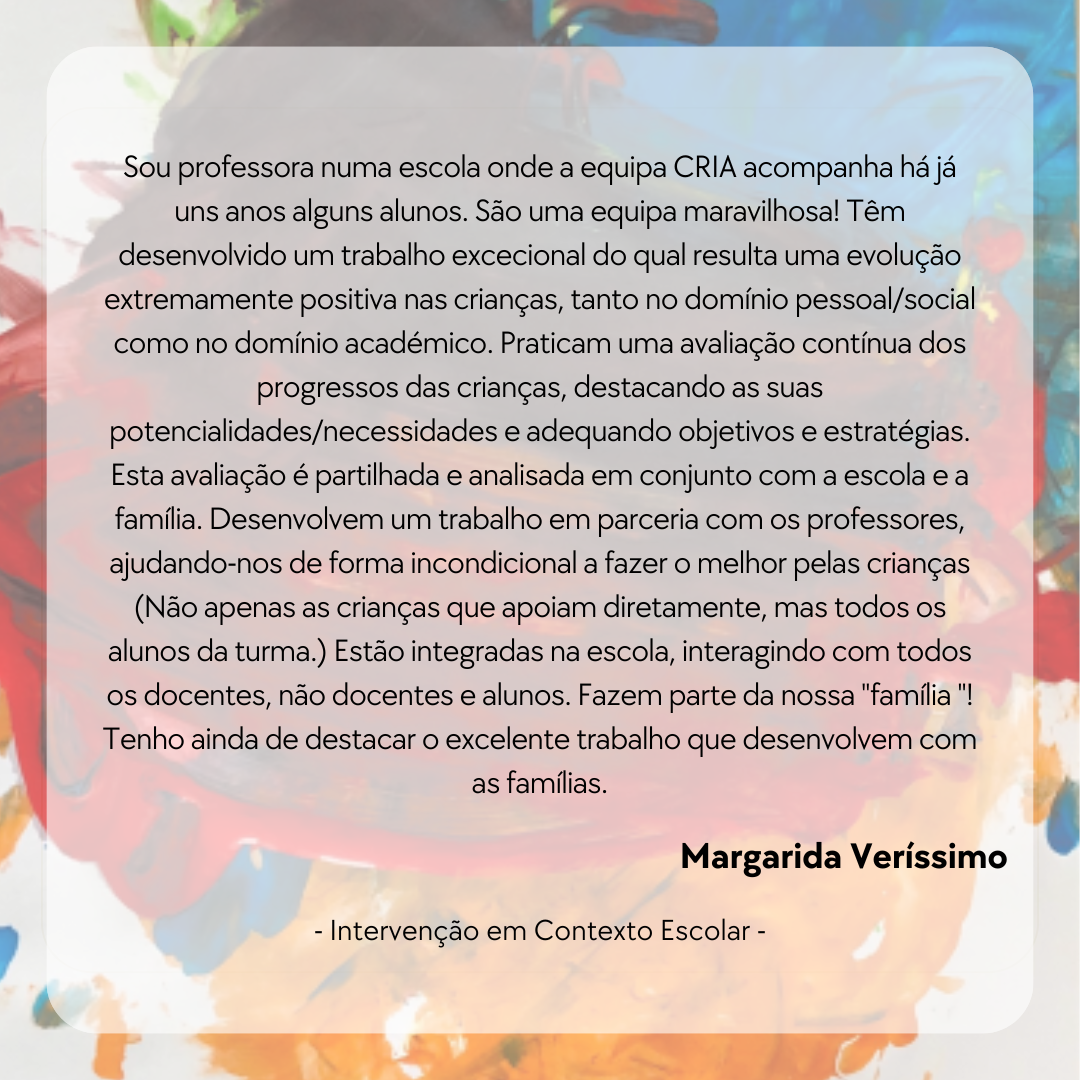 Sou professora numa escola onde a equipa CRIA acompanha há já
uns anos alguns alunos. São uma equipa maravilhosa! Têm
desenvolvido um trabalho excecional do qual resulta uma evolução
extremamente positiva nas crianças, tanto no domínio pessoal/social
como no domínio académico. Praticam uma avaliação contínua dos
progressos das crianças, destacando as suas
potencialidades/necessidades e adequando objetivos e estratégias.
Esta avaliação é partilhada e analisada em conjunto com a escola e a
família. Desenvolvem um trabalho em parceria com os professores,
ajudando-nos de forma incondicional a fazer o melhor pelas crianças
(Não apenas as crianças que apoiam diretamente, mas todos os
alunos da turma.) Estão integradas na escola, interagindo com todos
os docentes, não docentes e alunos. Fazem parte da nossa "família "!
Tenho ainda de destacar o excelente trabalho que desenvolvem com
as famílias.
Margarida Veríssimo
- Intervenção em Contexto Escolar -